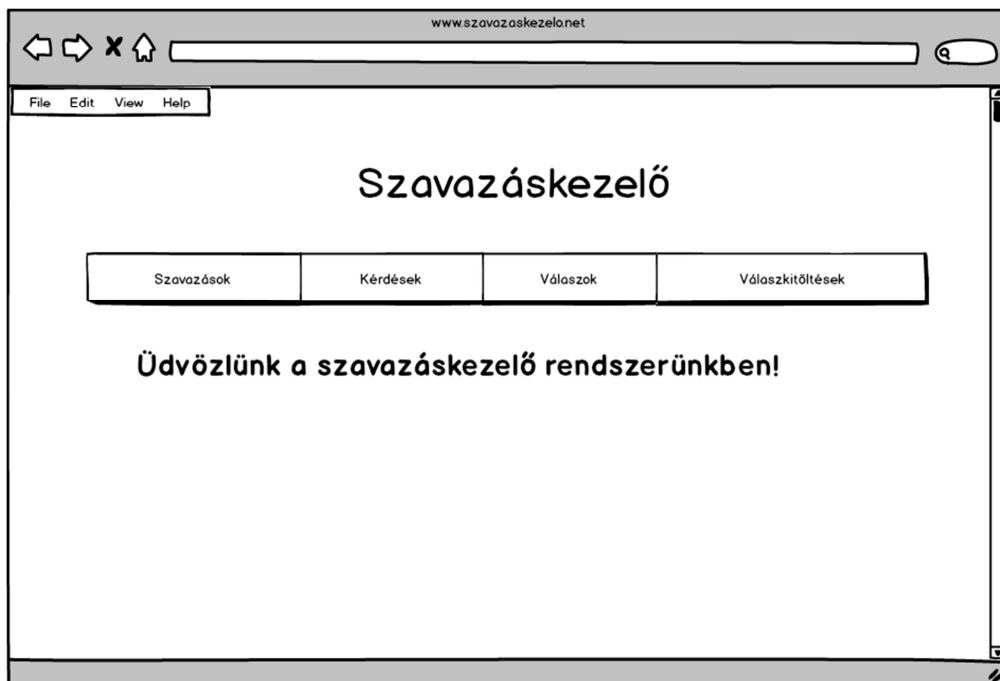 www.szavazaskezelo.net
File Edit View Help
Szavazáskezelő
Szavazások Kérdések Válaszok Válaszkitöltések
Üdvözlünk a szavazáskezelő rendszerünkben!